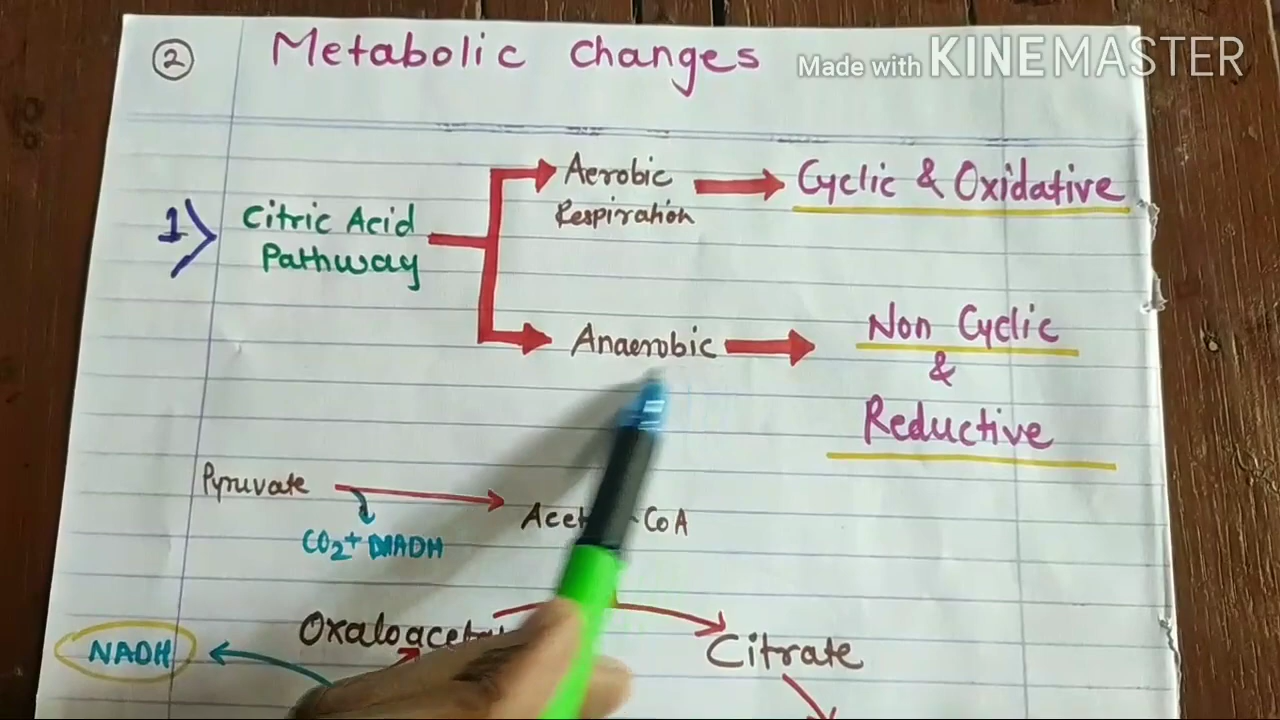 ② Metabolic Changes
Made with KINEMASTER
1> Citric Acid Pathway
Aerobic Respiration
Cyclic & Oxidative
Anaerobic
Non Cyclic
&
Reductive
Pyruvate
CO2 + NADH
CoA
NADH
Citrate